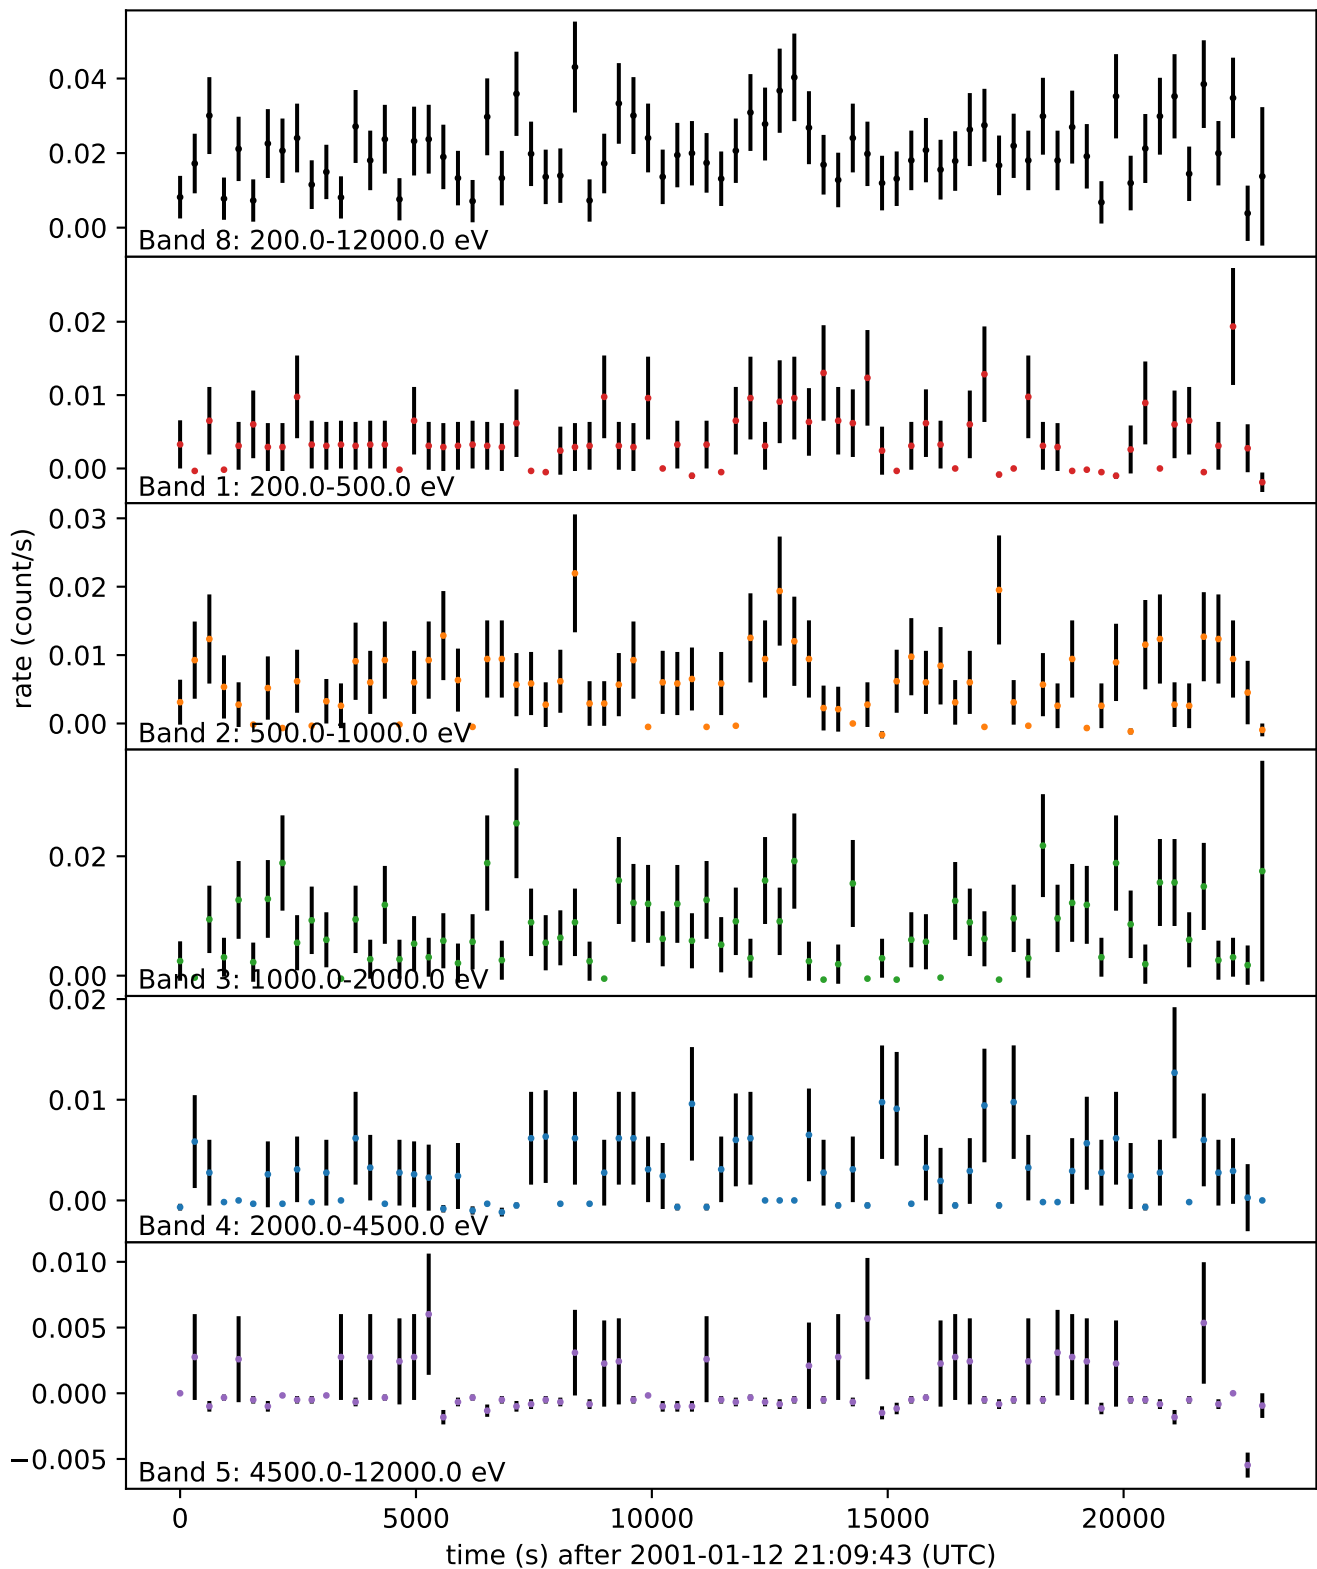 0.04
0.02
0.00
Band 8: 200.0-12000.0 eV
0.02
0.01
0.00
Band 1: 200.0-500.0 eV
0.03
0.02
0.01
0.00
Band 2: 500.0-1000.0 eV
rate (count/s)
0.02
0.00
Band 3: 1000.0-2000.0 eV
0.02
0.01
0.00
Band 4: 2000.0-4500.0 eV
0.010
0.005
0.000
−0.005
Band 5: 4500.0-12000.0 eV
0 5000 10000 15000 20000
time (s) after 2001-01-12 21:09:43 (UTC)